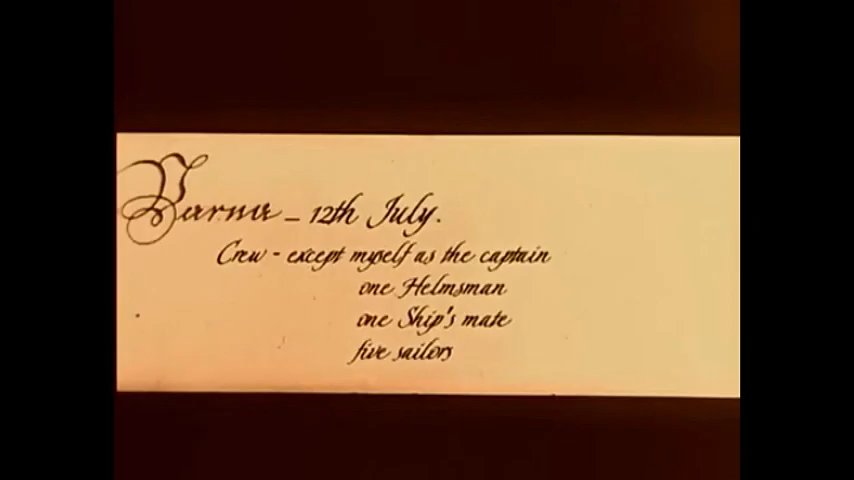 Varna – 12th July.
Crew - except myself as the captain
one Helmsman
one Ship's mate
five sailors